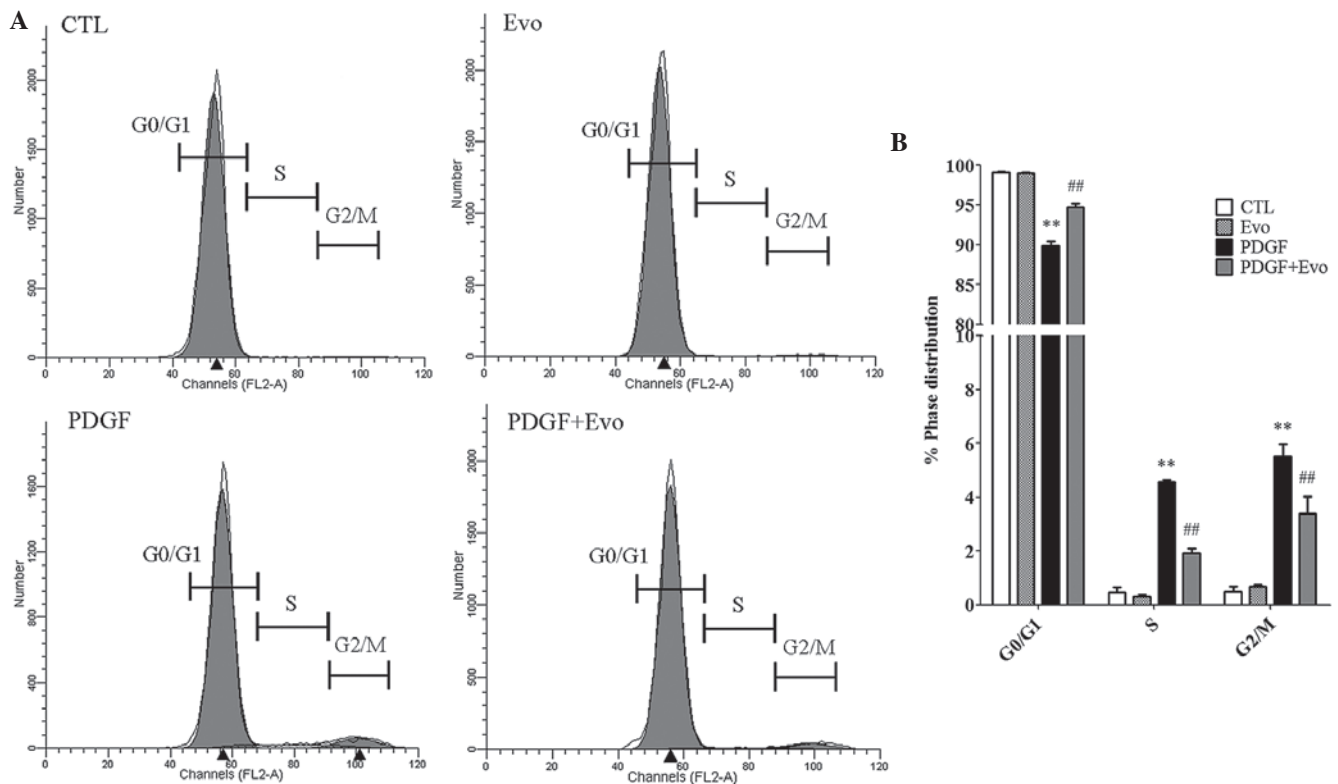 A
CTL
Number
2000
1500
1000
500
0
G0/G1
S
G2/M
0 20 40 60 80 100 120
Channels (FL2-A)
Evo
Number
2000
1500
1000
500
0
G0/G1
S
G2/M
0 20 40 60 80 100 120
Channels (FL2-A)
PDGF
Number
1600
1200
800
400
0
G0/G1
S
G2/M
0 20 40 60 80 100 120
Channels (FL2-A)
PDGF+Evo
Number
2000
1500
1000
500
0
G0/G1
S
G2/M
0 20 40 60 80 100 120
Channels (FL2-A)
B
% Phase distribution
100
95
90
85
80
10
8
6
4
2
0
** ##
** ##
** ##
G0/G1 S G2/M
CTL
Evo
PDGF
PDGF+Evo